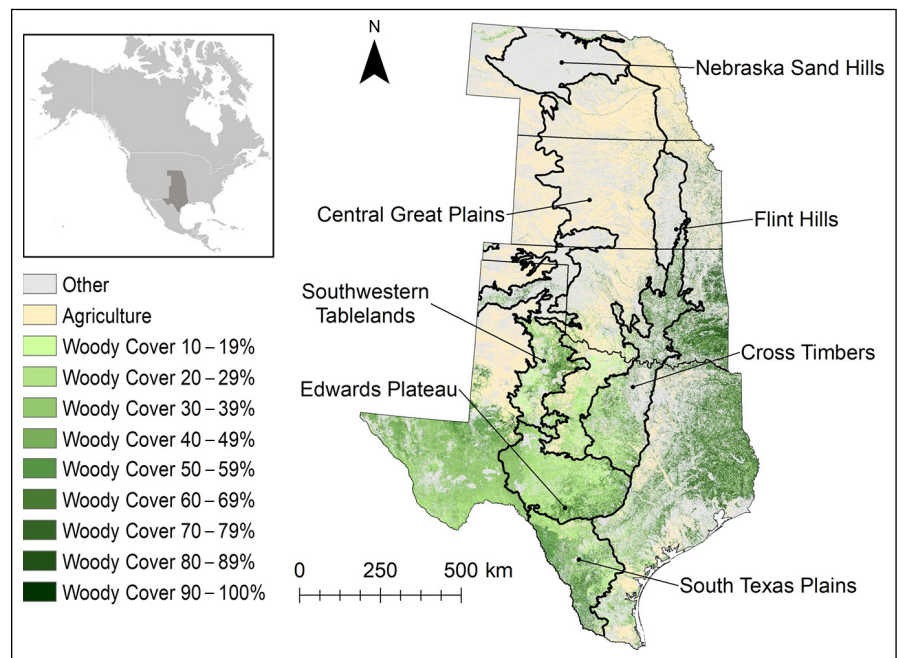 N
Nebraska Sand Hills
Central Great Plains
Flint Hills
Southwestern
Tablelands
Cross Timbers
Edwards Plateau
South Texas Plains
Other
Agriculture
Woody Cover 10 – 19%
Woody Cover 20 – 29%
Woody Cover 30 – 39%
Woody Cover 40 – 49%
Woody Cover 50 – 59%
Woody Cover 60 – 69%
Woody Cover 70 – 79%
Woody Cover 80 – 89%
Woody Cover 90 – 100%
0 250 500 km